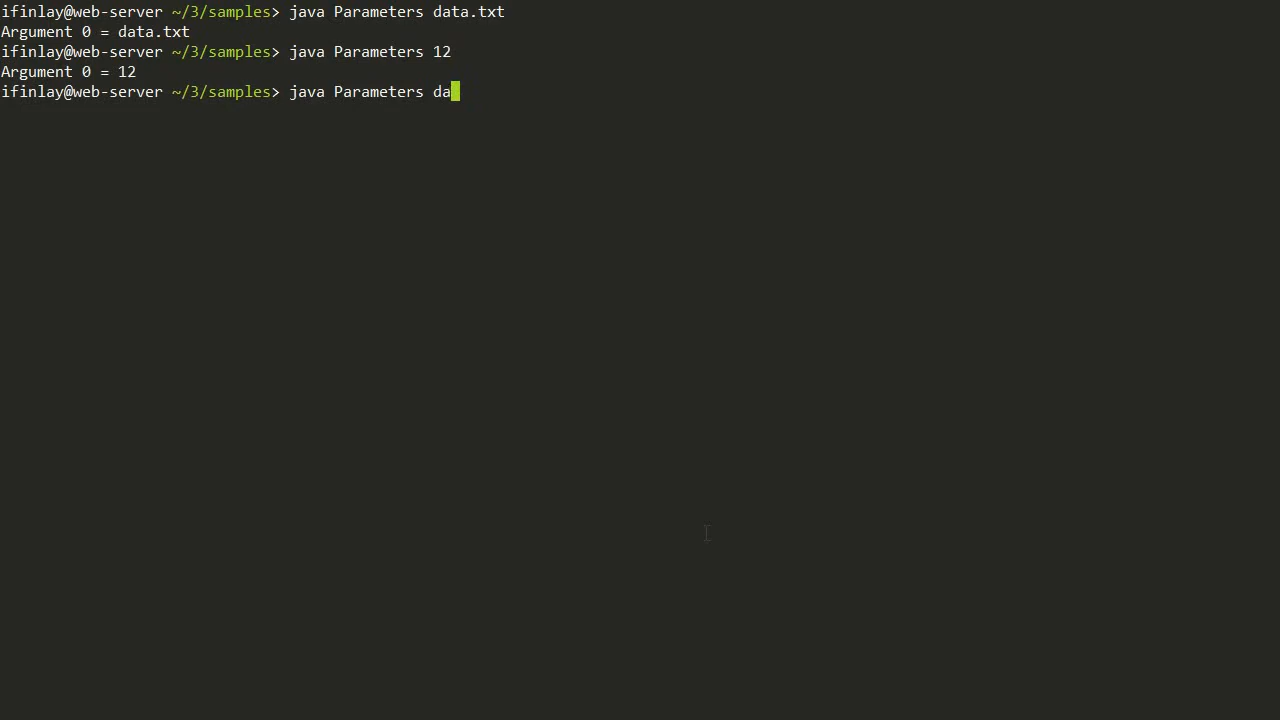 ifinlay@web-server ~/3/samples> java Parameters data.txt
Argument 0 = data.txt
ifinlay@web-server ~/3/samples> java Parameters 12
Argument 0 = 12
ifinlay@web-server ~/3/samples> java Parameters da